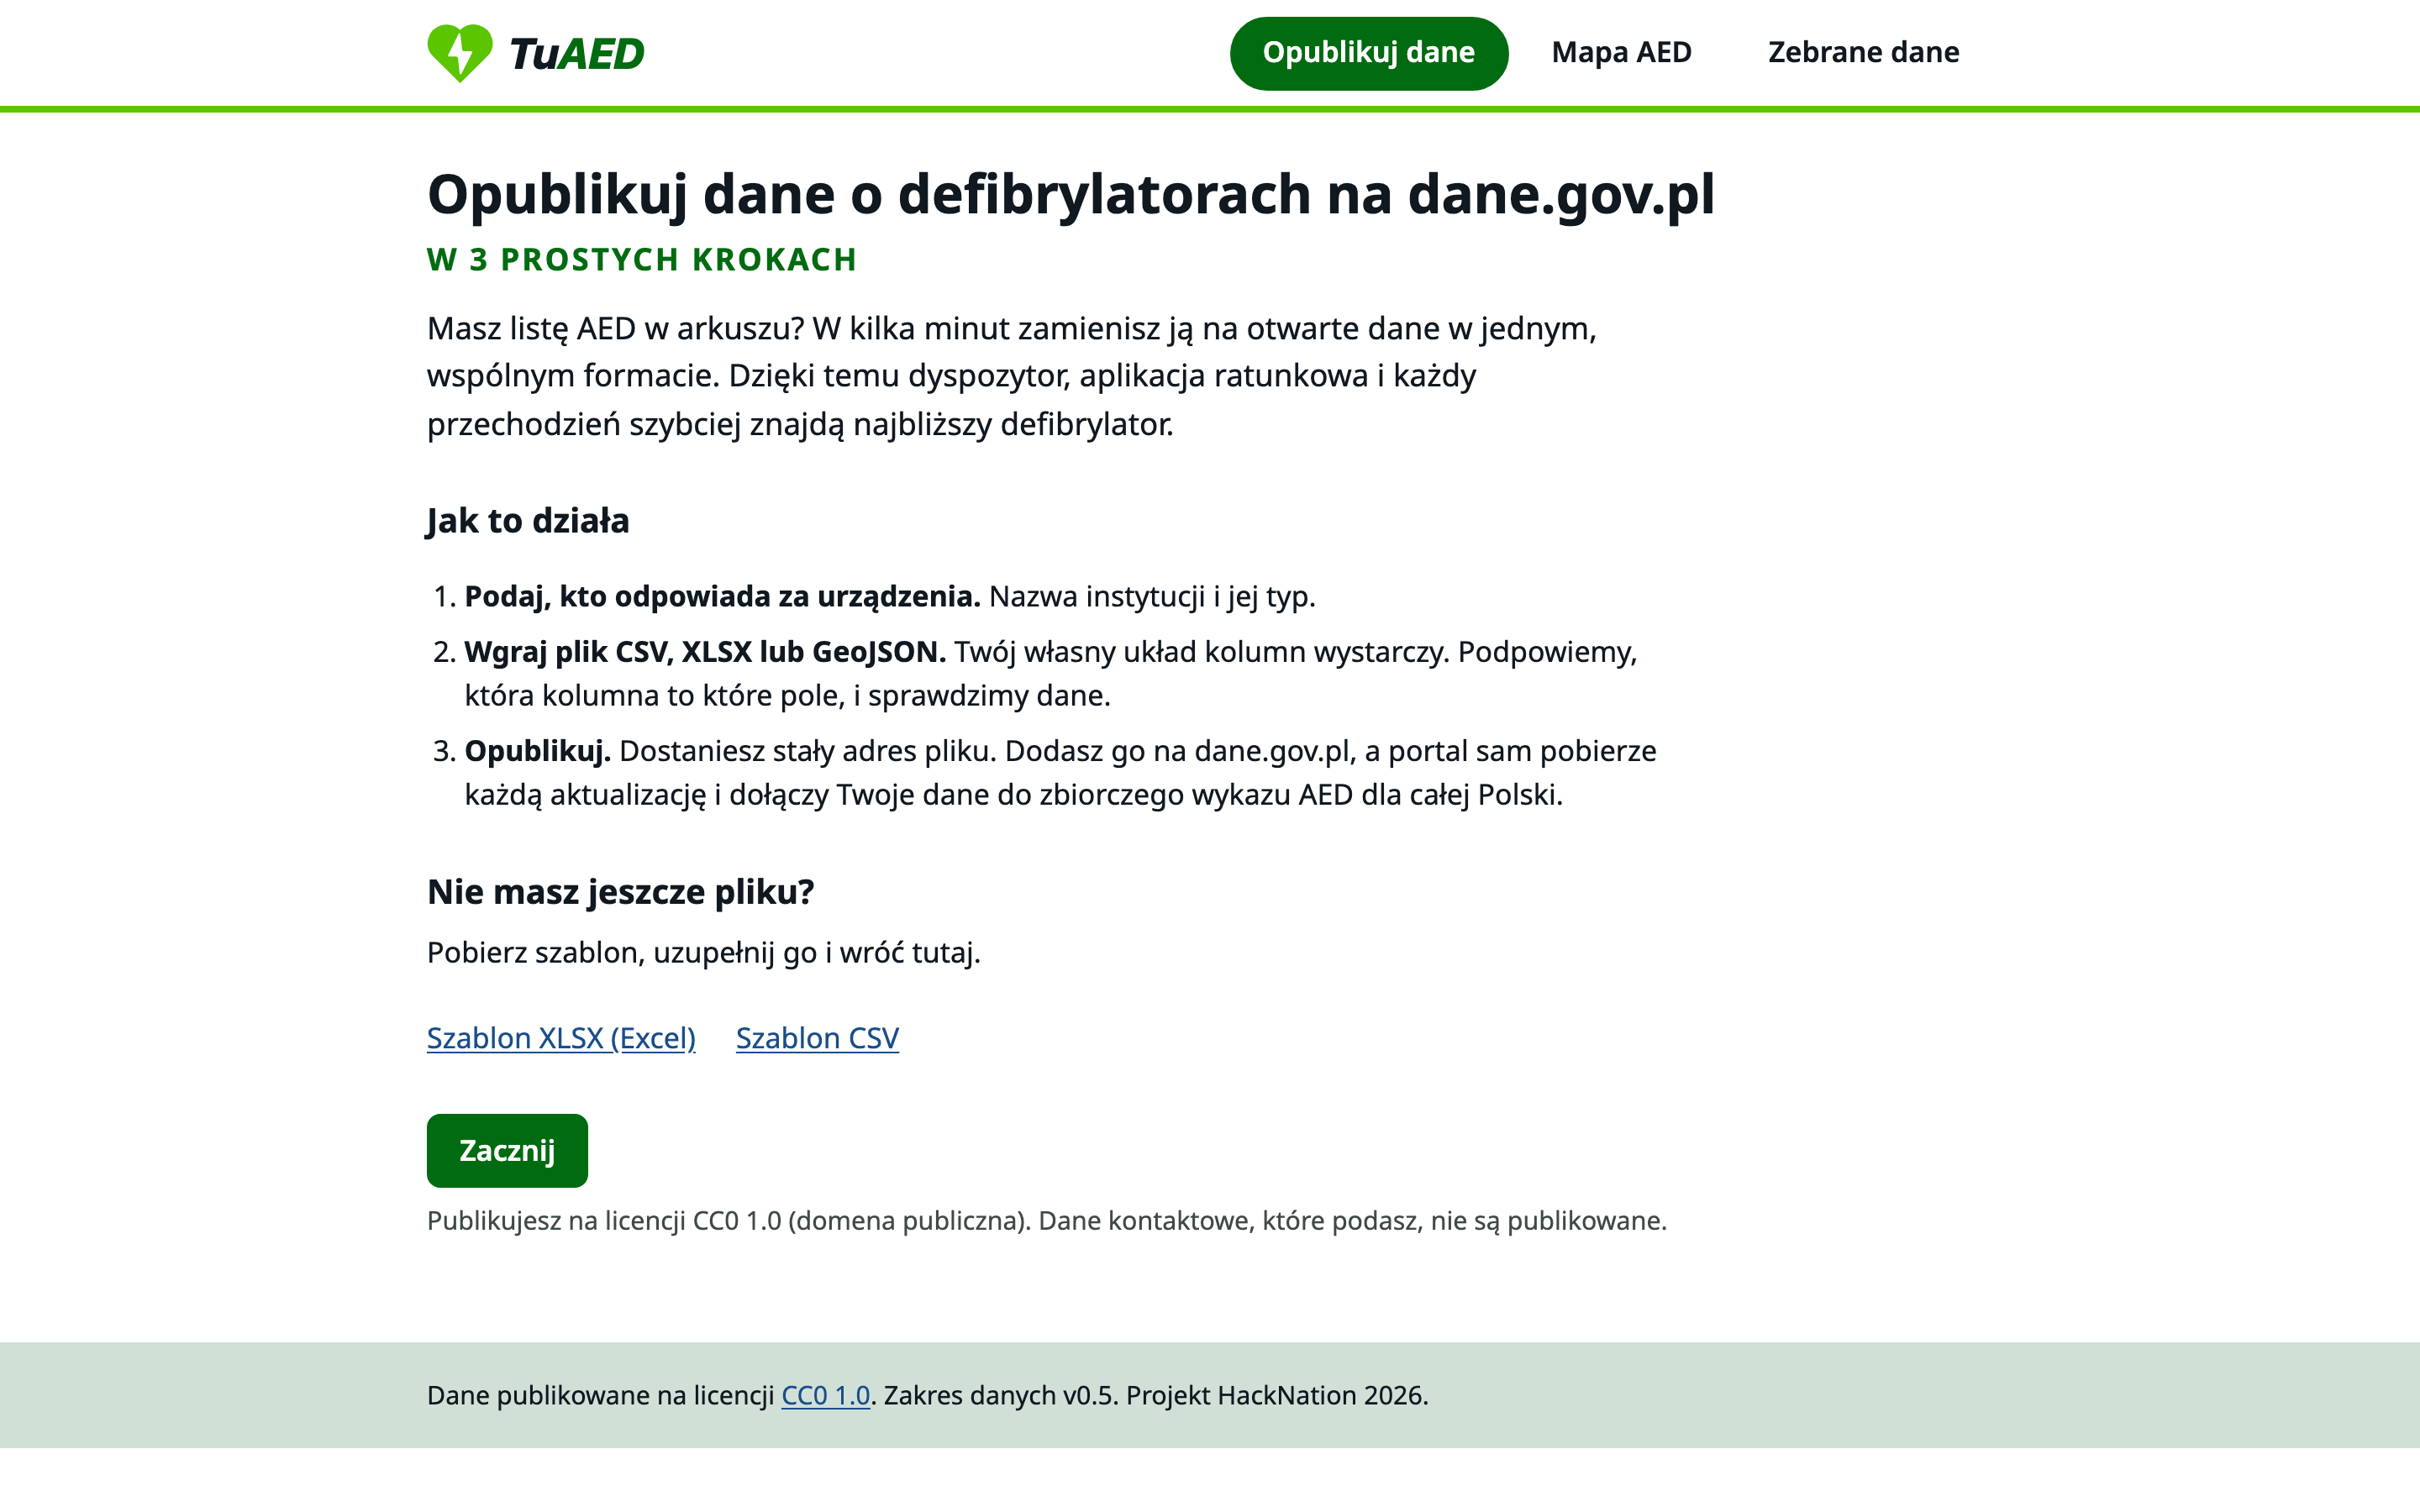 TuAED
Opublikuj dane
Mapa AED
Zebrane dane
Opublikuj dane o defibrylatorach na dane.gov.pl
W 3 PROSTYCH KROKACH
Masz listę AED w arkuszu? W kilka minut zamienisz ją na otwarte dane w jednym,
wspólnym formacie. Dzięki temu dyspozytor, aplikacja ratunkowa i każdy
przechodzień szybciej znajdą najbliższy defibrylator.
Jak to działa
1. Podaj, kto odpowiada za urządzenia. Nazwa instytucji i jej typ.
2. Wgraj plik CSV, XLSX lub GeoJSON. Twój własny układ kolumn wystarczy. Podpowiemy,
która kolumna to które pole, i sprawdzimy dane.
3. Opublikuj. Dostaniesz stały adres pliku. Dodasz go na dane.gov.pl, a portal sam pobierze
każdą aktualizację i dołączy Twoje dane do zbiorczego wykazu AED dla całej Polski.
Nie masz jeszcze pliku?
Pobierz szablon, uzupełnij go i wróć tutaj.
Szablon XLSX (Excel) Szablon CSV
Zacznij
Publikujesz na licencji CC0 1.0 (domena publiczna). Dane kontaktowe, które podasz, nie są publikowane.
Dane publikowane na licencji CC0 1.0. Zakres danych v0.5. Projekt HackNation 2026.